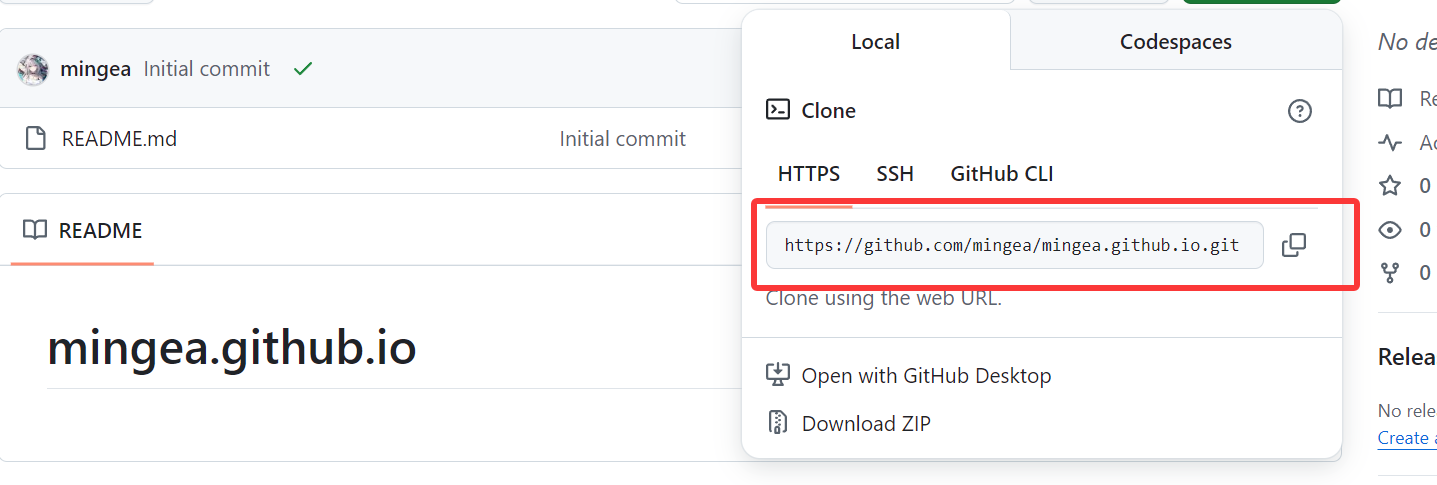 Local
Codespaces
No de
mingea Initial commit
Clone
Re
README.md
Initial commit
Ac
HTTPS SSH GitHub CLI
0
README
https://github.com/mingea/mingea.github.io.git
0
Clone using the web URL.
0
mingea.github.io
Relea
Open with GitHub Desktop
No rele
Download ZIP
Create a